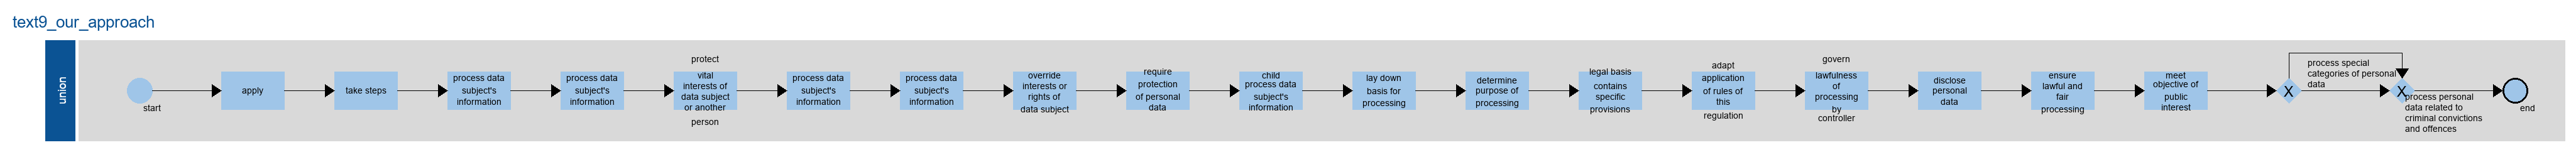 text9_our_approach
union
start
apply
take steps
process data
subject's
information
process data
subject's
information
protect
vital
interests of
data subject
or another
person
process data
subject's
information
process data
subject's
information
override
interests or
rights of
data subject
require
protection
of personal
data
child
process data
subject's
information
lay down
basis for
processing
determine
purpose of
processing
legal basis
contains
specific
provisions
adapt
application
of rules of
this
regulation
govern
lawfulness
of
processing
by
controller
disclose
personal
data
ensure
lawful and
fair
processing
meet
objective of
public
interest
X
process special
categories of personal
data
X
process personal
data related to
criminal convictions
and offences
end